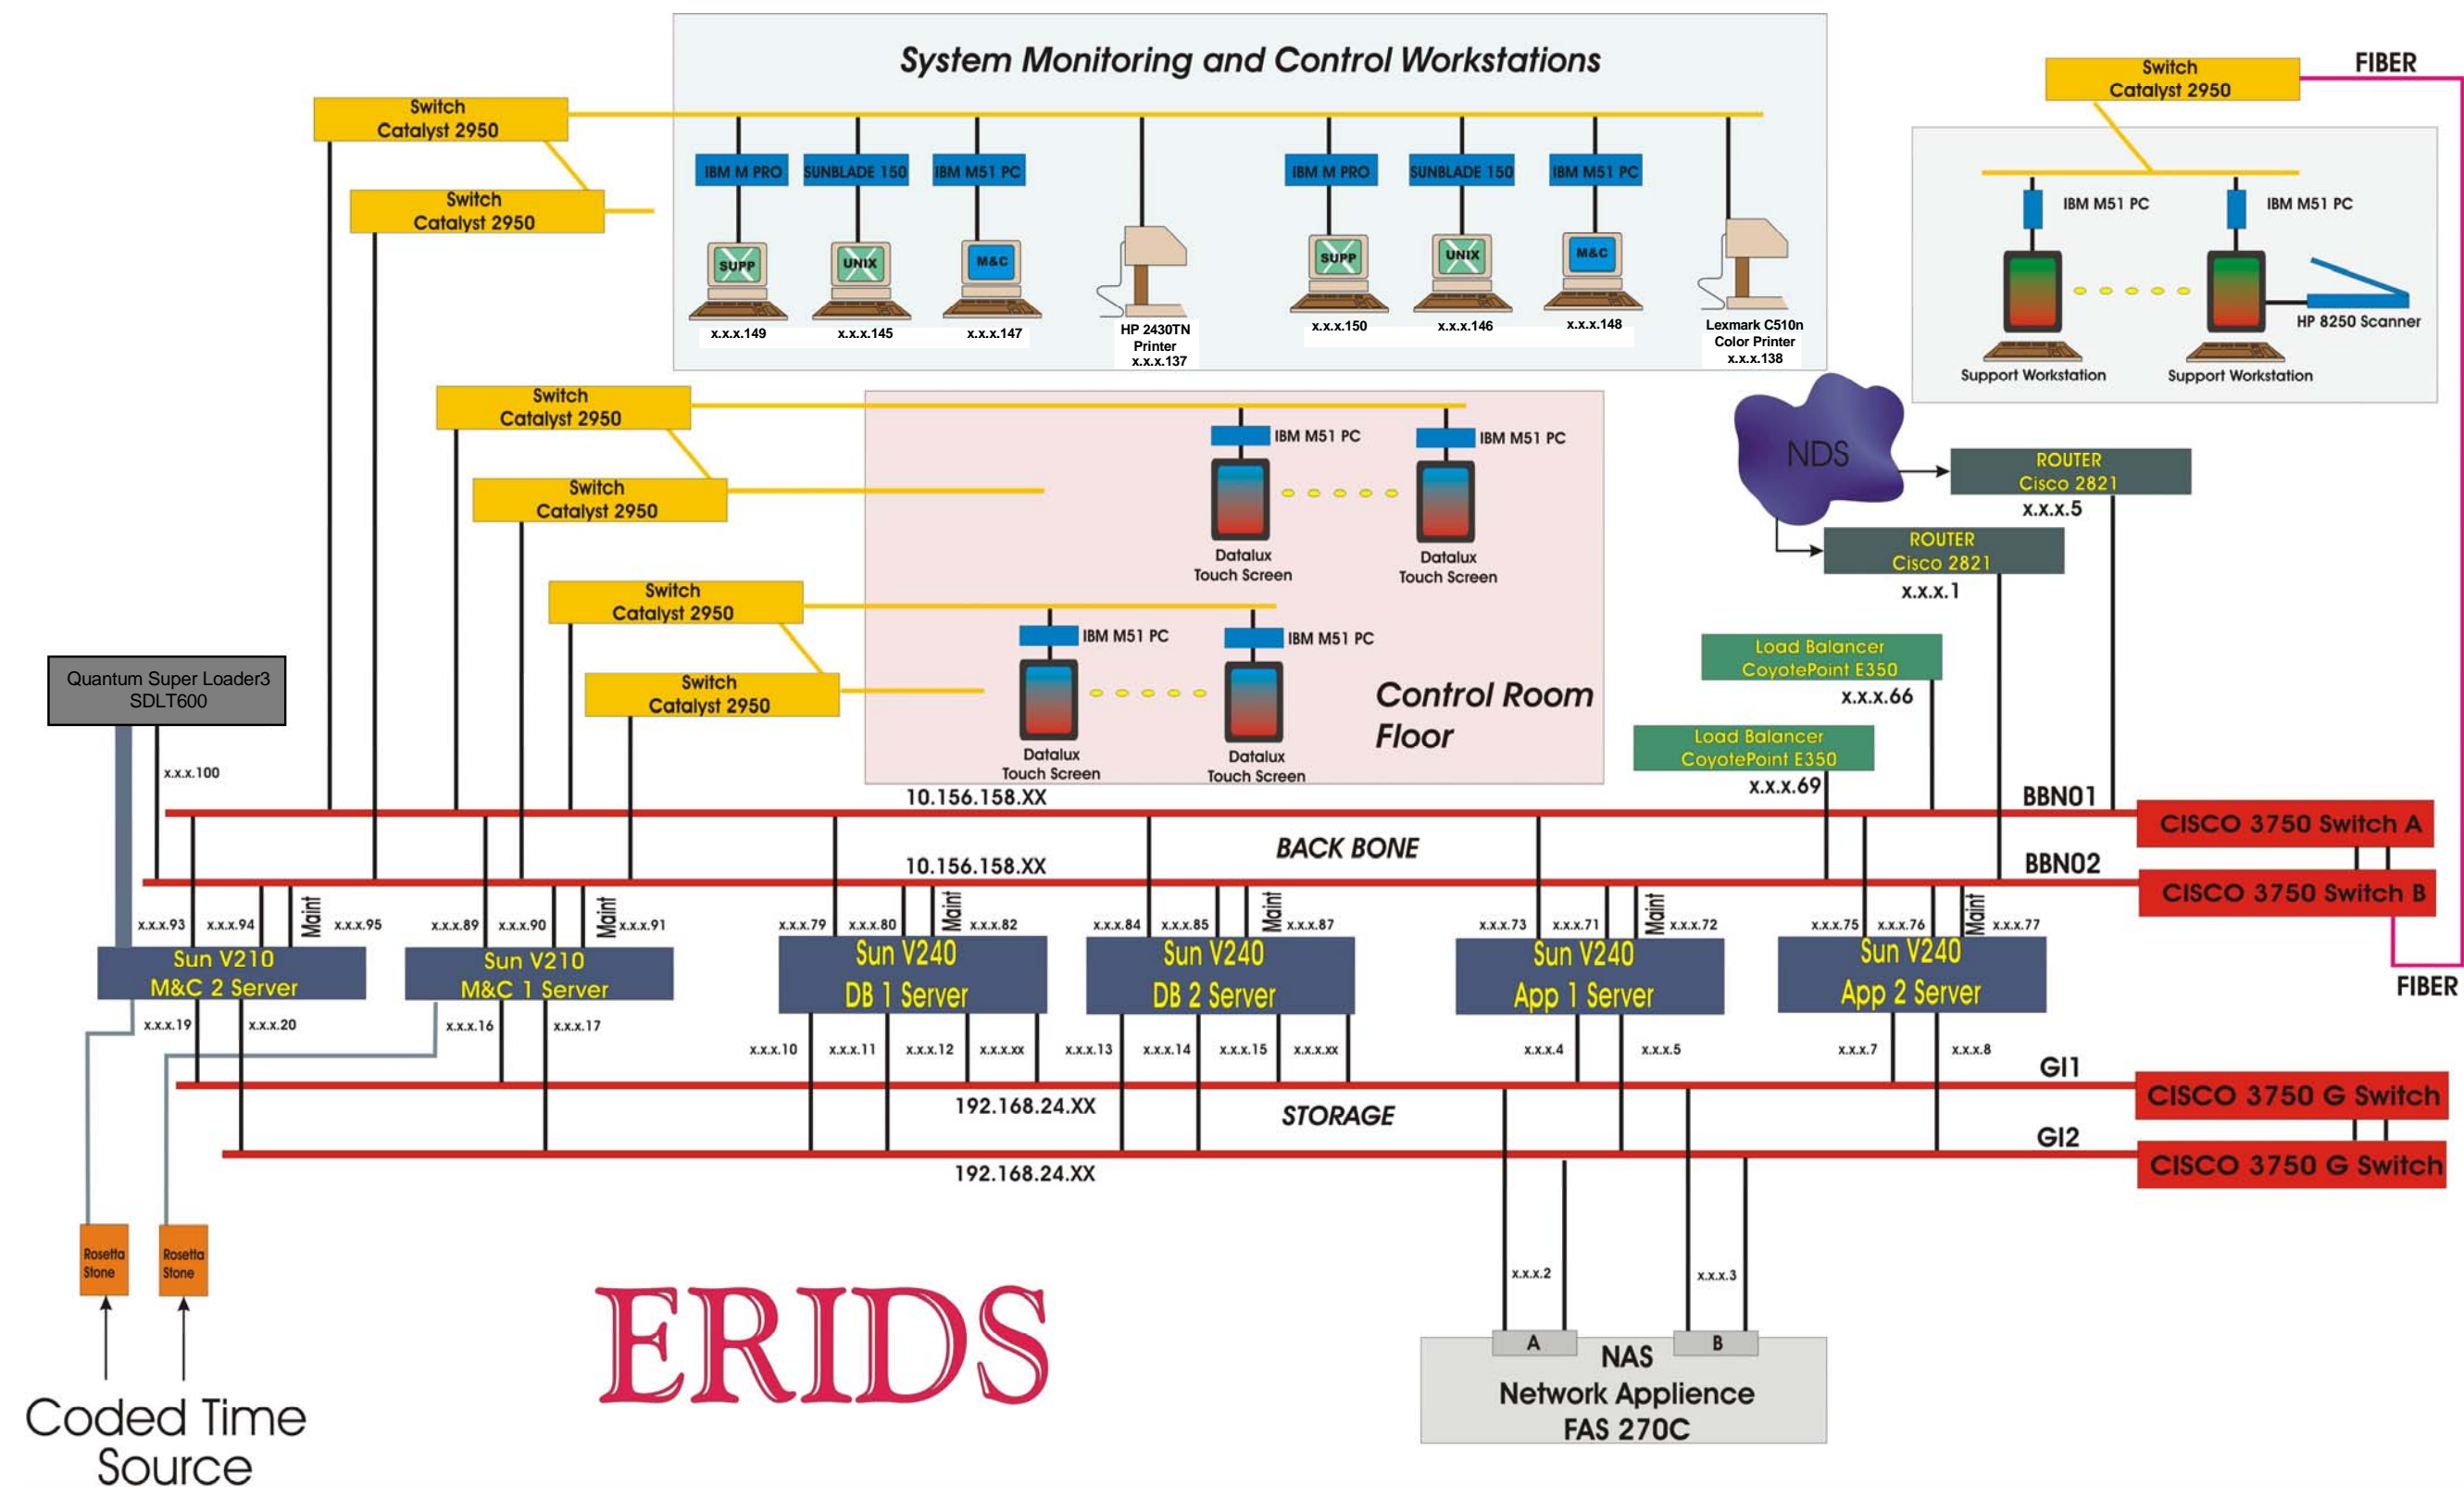 System Monitoring and Control Workstations
Switch
Catalyst 2950
Switch
Catalyst 2950
IBM M PRO
SUNBLADE 150
IBM M51 PC
IBM M PRO
SUNBLADE 150
IBM M51 PC
SUPP
UNIX
M&C
SUPP
UNIX
M&C
x.x.x.149
x.x.x.145
x.x.x.147
HP 2430TN
Printer
x.x.x.137
x.x.x.150
x.x.x.146
x.x.x.148
Lexmark C510n
Color Printer
x.x.x.138
Switch
Catalyst 2950
FIBER
IBM M51 PC
IBM M51 PC
HP 8250 Scanner
Support Workstation
Support Workstation
Switch
Catalyst 2950
Switch
Catalyst 2950
IBM M51 PC
IBM M51 PC
Datalux
Touch Screen
Datalux
Touch Screen
Switch
Catalyst 2950
Switch
Catalyst 2950
IBM M51 PC
IBM M51 PC
Datalux
Touch Screen
Datalux
Touch Screen
Control Room
Floor
NDS
ROUTER
Cisco 2821
x.x.x.5
ROUTER
Cisco 2821
x.x.x.1
Load Balancer
CoyotePoint E350
x.x.x.66
Load Balancer
CoyotePoint E350
x.x.x.69
Quantum Super Loader3
SDLT600
x.x.x.100
10.156.158.XX
BBN01
CISCO 3750 Switch A
BACK BONE
10.156.158.XX
BBN02
CISCO 3750 Switch B
FIBER
x.x.x.93
x.x.x.94
Maint
x.x.x.95
Sun V210
M&C 2 Server
x.x.x.89
x.x.x.90
Maint
x.x.x.91
Sun V210
M&C 1 Server
x.x.x.79
x.x.x.80
Maint
x.x.x.82
Sun V240
DB 1 Server
x.x.x.84
x.x.x.85
Maint
x.x.x.87
Sun V240
DB 2 Server
x.x.x.73
x.x.x.71
Maint
x.x.x.72
Sun V240
App 1 Server
x.x.x.75
x.x.x.76
Maint
x.x.x.77
Sun V240
App 2 Server
x.x.x.19
x.x.x.20
x.x.x.16
x.x.x.17
x.x.x.10
x.x.x.11
x.x.x.12
x.x.x.xx
x.x.x.13
x.x.x.14
x.x.x.15
x.x.x.xx
x.x.x.4
x.x.x.5
x.x.x.7
x.x.x.8
GI1
CISCO 3750 G Switch
192.168.24.XX
STORAGE
GI2
CISCO 3750 G Switch
192.168.24.XX
Rosetta
Stone
Rosetta
Stone
Coded Time
Source
ERIDS
x.x.x.2
x.x.x.3
A
B
NAS
Network Applience
FAS 270C